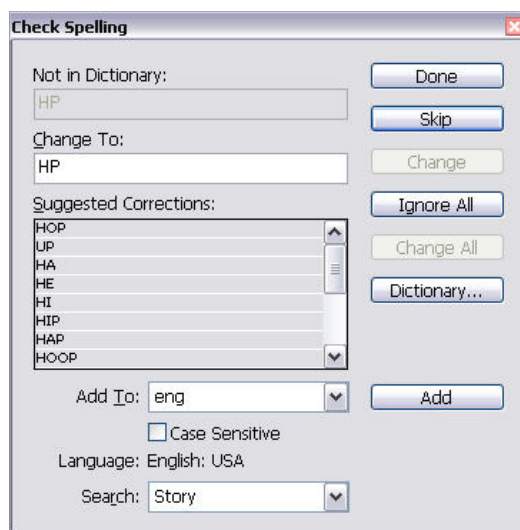 Check Spelling
Not in Dictionary:
Done
HP
Skip
Change To:
Change
HP
Suggested Corrections:
Ignore All
HOP
UP
Change All
HA
HE
Dictionary...
HI
HIP
HAP
HOOP
Add To: eng
Add
Case Sensitive
Language: English: USA
Search: Story